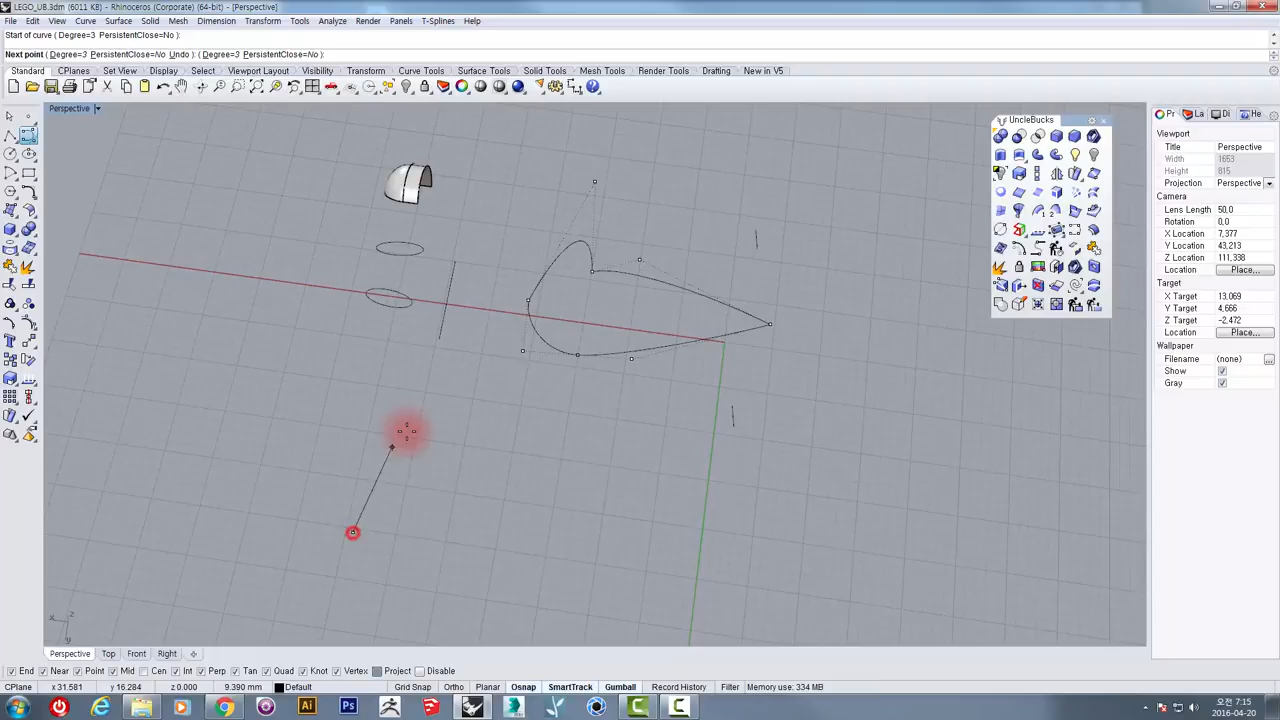 LEGO_UB.3dm (6011 KB) - Rhinoceros (Corporate) (64-bit) - [Perspective]
File Edit View Curve Surface Solid Mesh Dimension Transform Tools Analyze Render Panels T-Splines Help
Start of curve ( Degree=3 PersistentClose=No ):
Next point ( Degree=3 PersistentClose=No Undo ): ( Degree=3 PersistentClose=No ):
Standard CPlanes Set View Display Select Viewport Layout Visibility Transform Curve Tools Surface Tools Solid Tools Mesh Tools Render Tools Drafting New in V5
Perspective
UncleBucks
Pr La Di He
Viewport
Title Perspective
Width 1653
Height 815
Projection Perspective
Camera
Lens Length 50,0
Rotation 0,0
X Location 7,377
Y Location 43,213
Z Location 111,338
Location Place...
Target
X Target 13,069
Y Target 4,666
Z Target -2,472
Location Place...
Wallpaper
Filename (none) ...
Show
Gray
x z
y
Perspective Top Front Right
End Near Point Mid Cen Int Perp Tan Quad Knot Vertex Project Disable
CPlane x 31.581 y 16.284 z 0.000 9.390 mm Default Grid Snap Ortho Planar Osnap SmartTrack Gumball Record History Filter Memory use: 334 MB
Ai Ps
오전 7:15
2016-04-20